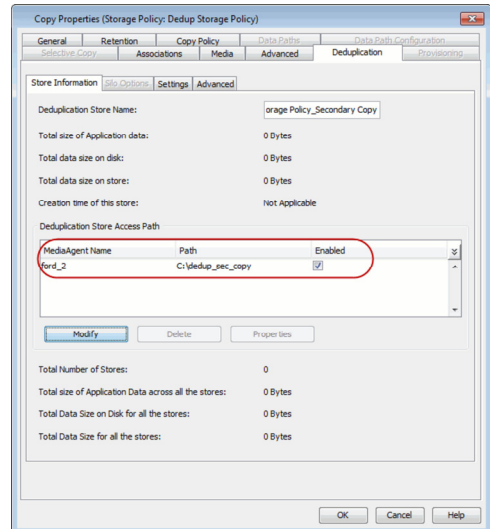 Copy Properties (Storage Policy: Dedup Storage Policy)
General Retention Copy Policy Data Paths Data Path Configuration
Selective Copy Associations Media Advanced Deduplication Provisioning
Store Information Silo Options Settings Advanced
Deduplication Store Name: orage Policy_Secondary Copy
Total size of Application data: 0 Bytes
Total data size on disk: 0 Bytes
Total data size on store: 0 Bytes
Creation time of this store: Not Applicable
Deduplication Store Access Path
MediaAgent Name Path Enabled
ford_2 C:\dedup_sec_copy
Modify Delete Properties
Total Number of Stores: 0
Total size of Application Data across all the stores: 0 Bytes
Total Data Size on Disk for all the stores: 0 Bytes
Total Data Size for all the stores: 0 Bytes
OK Cancel Help